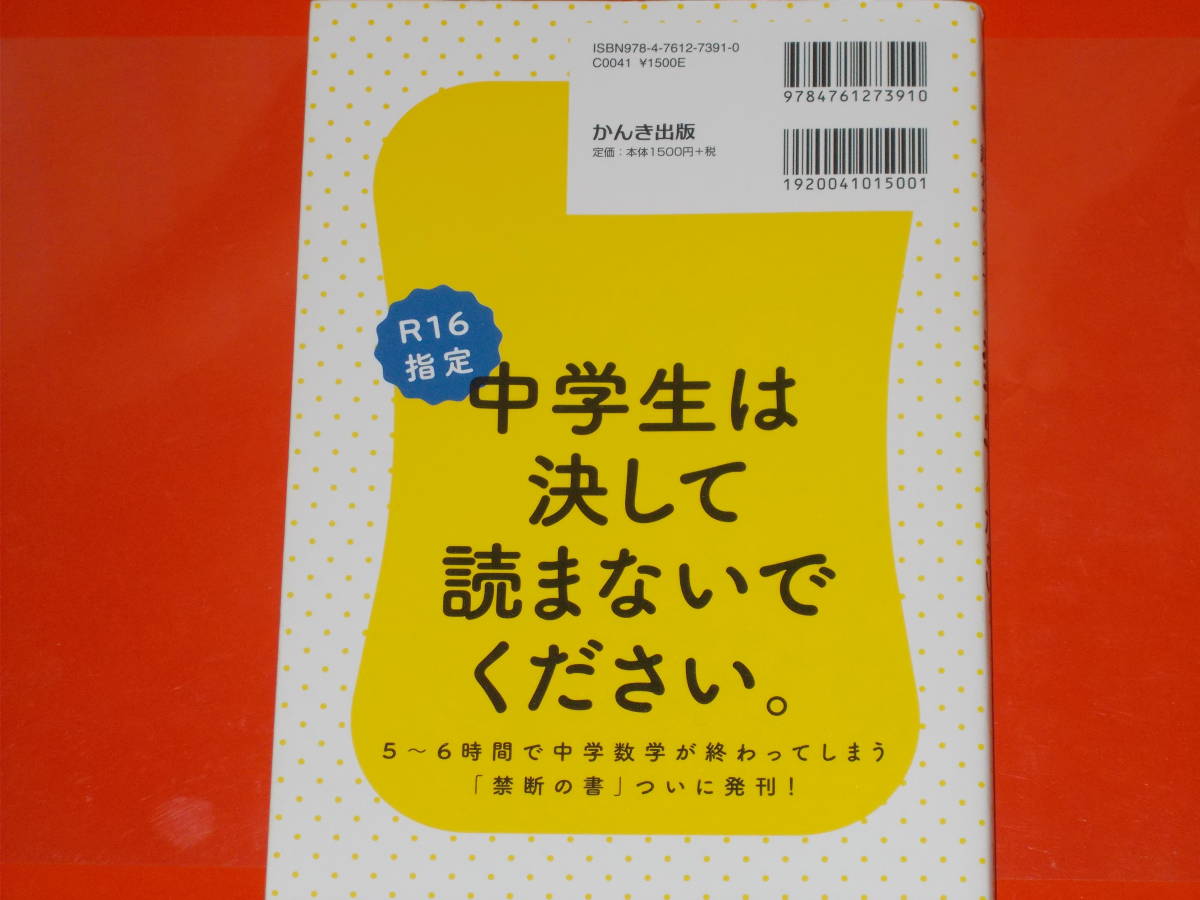 ISBN978-4-7612-7391-0
C0041 ¥1500E
9784761273910
かんき出版
定価：本体1500円＋税
1920041015001
R16
指定
中学生は
決して
読まないで
ください。
5～6時間で中学数学が終わってしまう
「禁断の書」ついに発刊！